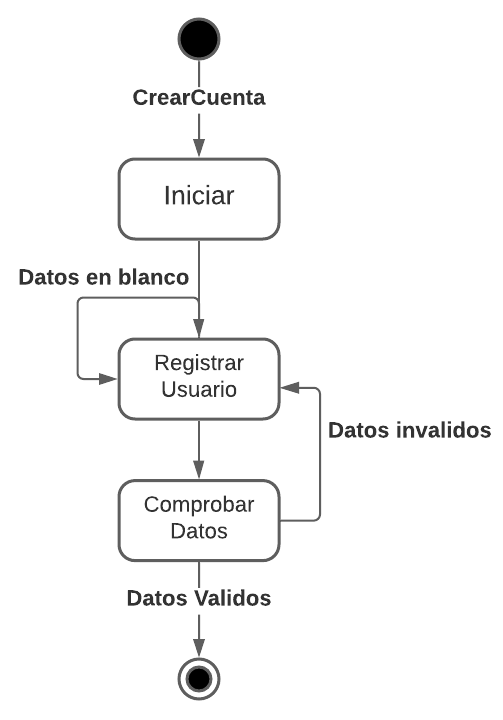 CrearCuenta
Iniciar
Datos en blanco
Registrar
Usuario
Datos invalidos
Comprobar
Datos
Datos Validos